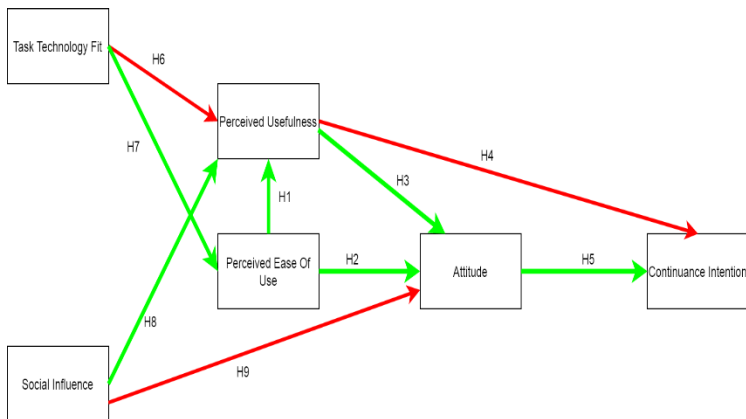 Task Technology Fit
H6
Perceived Usefulness
H7
H4
H3
H1
Perceived Ease Of
Use
H2
Attitude
H5
Continuance Intention
H8
H9
Social Influence